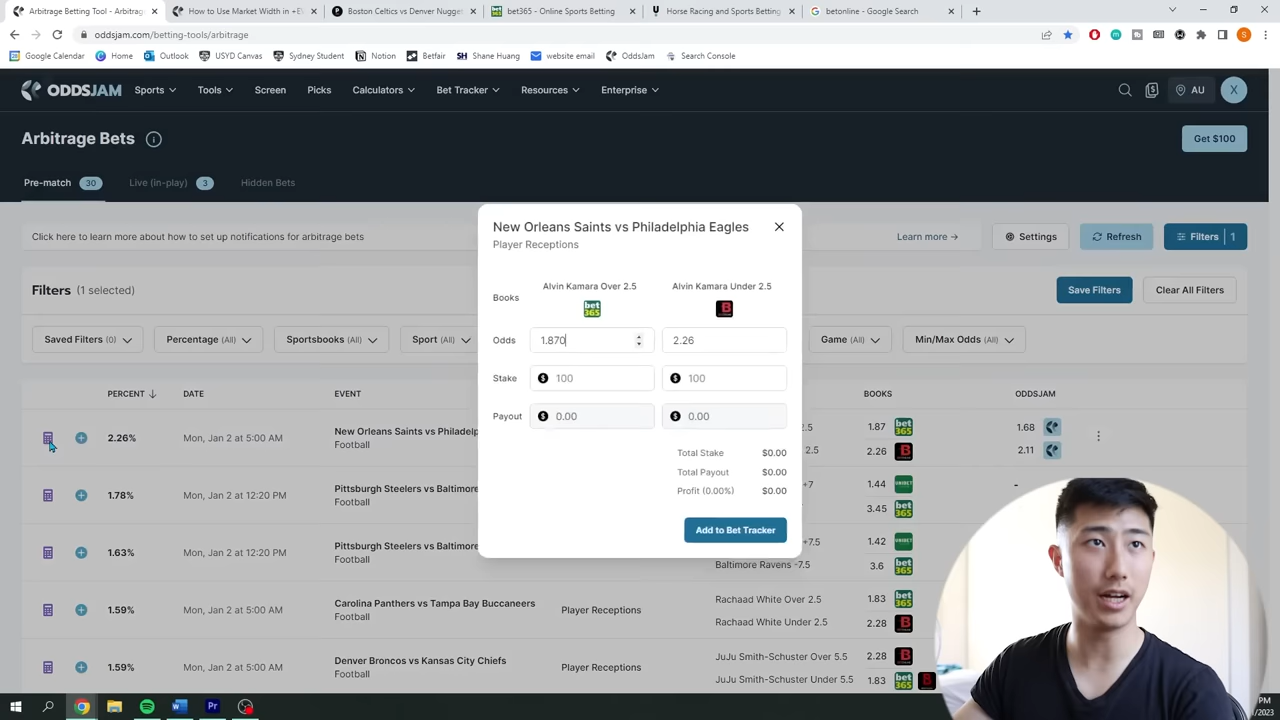 Arbitrage Betting Tool - Arbitrag
How to Use Market Width in +E
Boston Celtics vs Denver Nugge
bet365 - Online Sports Betting
Horse Racing and Sports Betting
betonline - Google Search
oddsjam.com/betting-tools/arbitrage
Google Calendar
Home
Outlook
USYD Canvas
Sydney Student
Notion
Betfair
Shane Huang
website email
OddsJam
Search Console
ODDSJAM
Sports
Tools
Screen
Picks
Calculators
Bet Tracker
Resources
Enterprise
AU
X
Arbitrage Bets
Get $100
Pre-match 30
Live (in-play) 3
Hidden Bets
Click here to learn more about how to set up notifications for arbitrage bets
Learn more →
Settings
Refresh
Filters 1
Filters (1 selected)
Save Filters
Clear All Filters
Saved Filters (0)
Percentage (All)
Sportsbooks (All)
Sport (All)
Game (All)
Min/Max Odds (All)
PERCENT
DATE
EVENT
BOOKS
ODDSJAM
2.26%
Mon, Jan 2 at 5:00 AM
New Orleans Saints vs Philadelp
Football
2.5
2.5
1.87
2.26
1.68
2.11
1.78%
Mon, Jan 2 at 12:20 PM
Pittsburgh Steelers vs Baltimore
Football
+7
1.44
3.45
-
1.63%
Mon, Jan 2 at 12:20 PM
Pittsburgh Steelers vs Baltimore
Football
+7.5
Baltimore Ravens -7.5
1.42
3.6
1.59%
Mon, Jan 2 at 5:00 AM
Carolina Panthers vs Tampa Bay Buccaneers
Football
Player Receptions
Rachaad White Over 2.5
Rachaad White Under 2.5
1.83
2.28
1.59%
Mon, Jan 2 at 5:00 AM
Denver Broncos vs Kansas City Chiefs
Football
Player Receptions
JuJu Smith-Schuster Over 5.5
JuJu Smith-Schuster Under 5.5
2.28
1.83
New Orleans Saints vs Philadelphia Eagles
Player Receptions
Books
Alvin Kamara Over 2.5
Alvin Kamara Under 2.5
bet365
B
Odds
1.870
2.26
Stake
$ 100
$ 100
Payout
$ 0.00
$ 0.00
Total Stake $0.00
Total Payout $0.00
Profit (0.00%) $0.00
Add to Bet Tracker